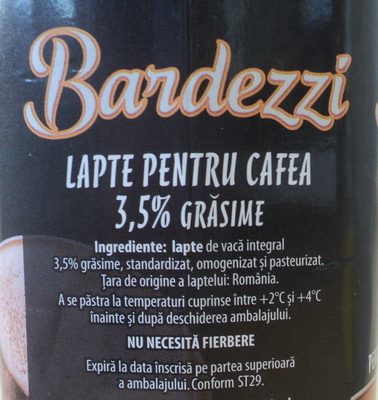 Bardezzi
LAPTE PENTRU CAFEA
3,5% GRĂSIME
Ingrediente: lapte de vacă integral
3,5% grăsime, standardizat, omogenizat și pasteurizat.
Țara de origine a laptelui: România.
A se păstra la temperaturi cuprinse între +2°C și +4°C
înainte și după deschiderea ambalajului.
NU NECESITĂ FIERBERE
Expiră la data înscrisă pe partea superioară
a ambalajului. Conform ST29.